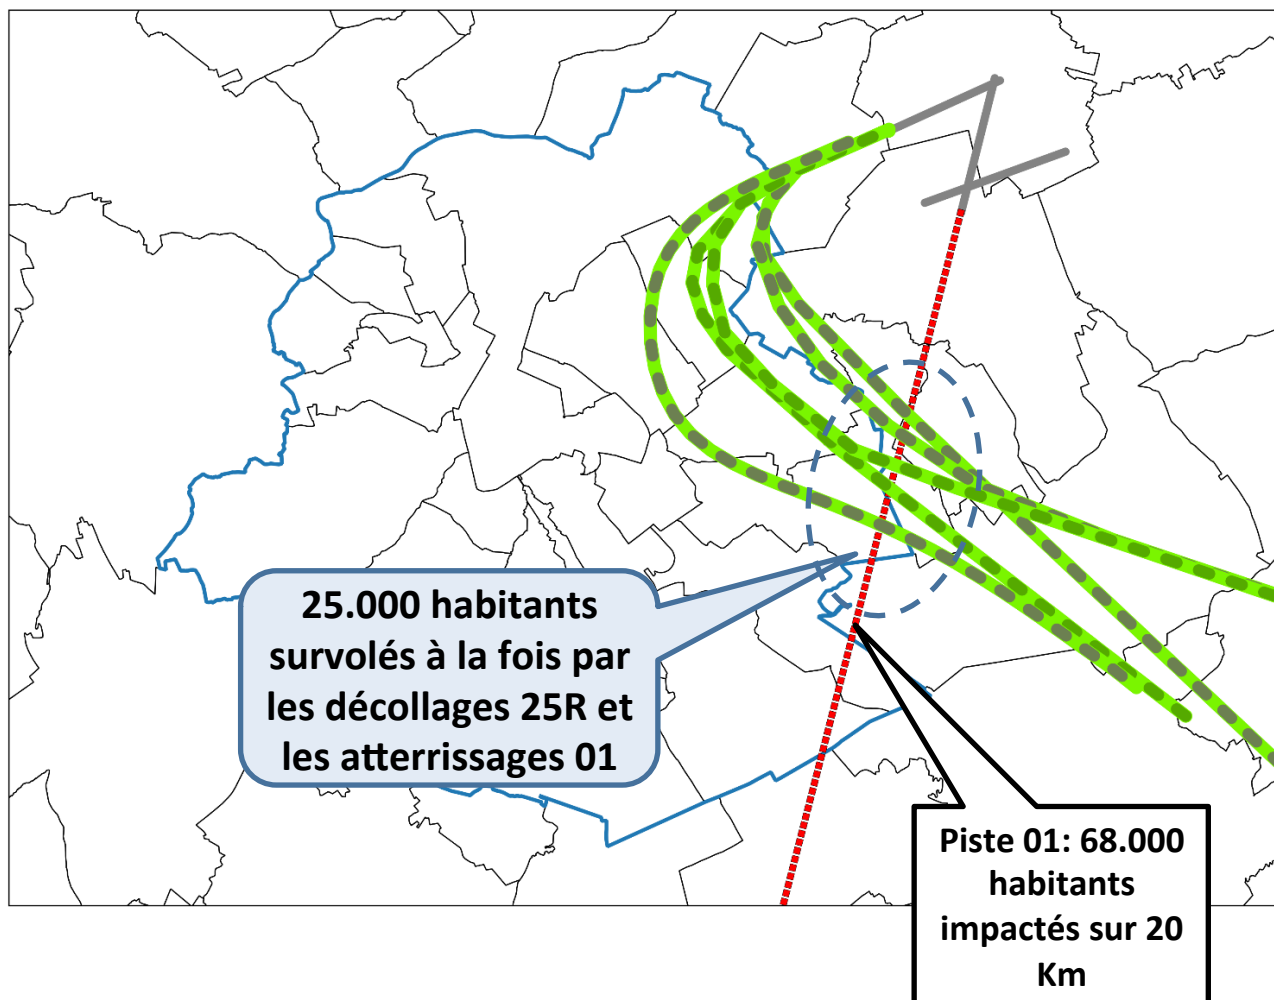 25.000 habitants
survolés à la fois par
les décollages 25R et
les atterrissages 01
Piste 01: 68.000
habitants
impactés sur 20
Km